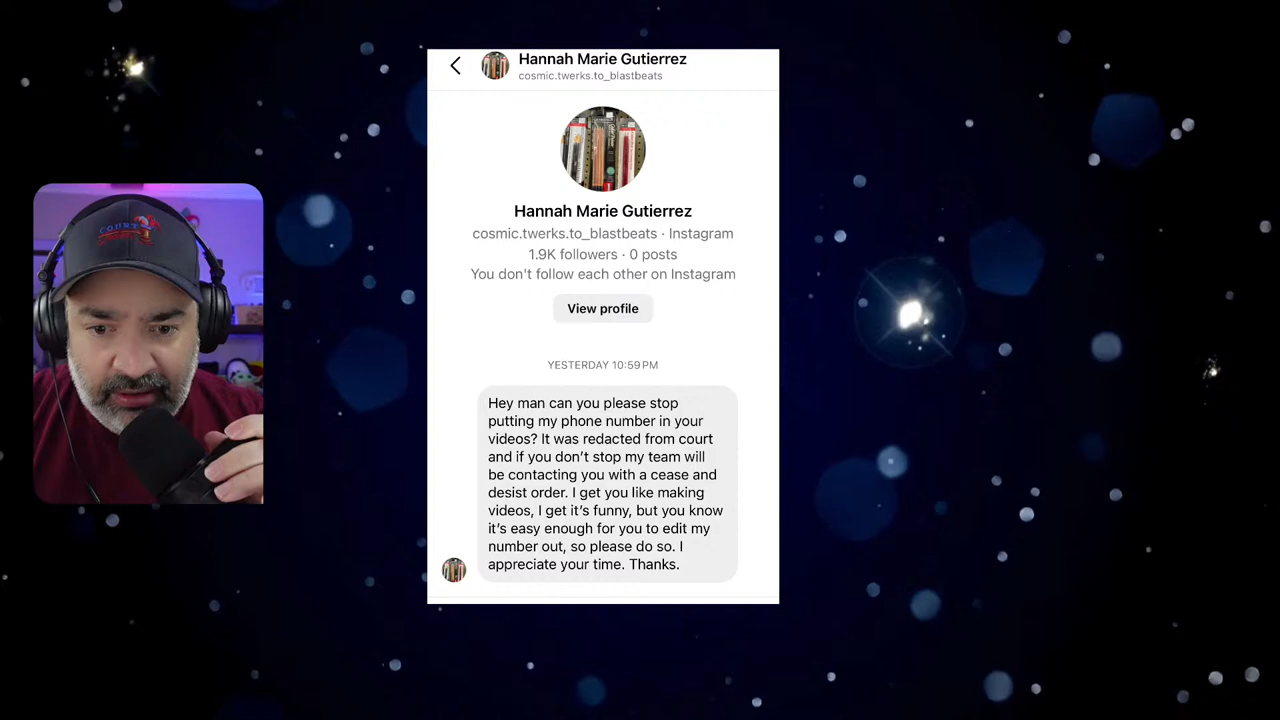 Hannah Marie Gutierrez
cosmic.twerks.to_blastbeats
Hannah Marie Gutierrez
cosmic.twerks.to_blastbeats · Instagram
1.9K followers · 0 posts
You don't follow each other on Instagram
View profile
YESTERDAY 10:59 PM
Hey man can you please stop
putting my phone number in your
videos? It was redacted from court
and if you don't stop my team will
be contacting you with a cease and
desist order. I get you like making
videos, I get it's funny, but you know
it's easy enough for you to edit my
number out, so please do so. I
appreciate your time. Thanks.
COURT